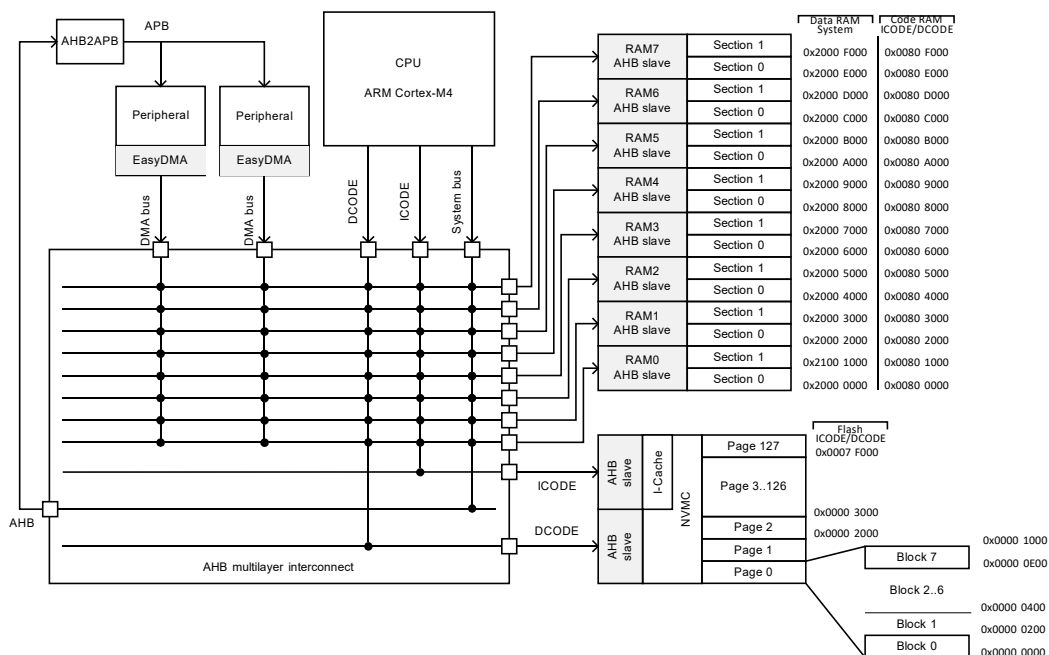 AHB2APB
APB
Peripheral
EasyDMA
Peripheral
EasyDMA
CPU
ARM Cortex-M4
DMA bus
DMA bus
DCODE
ICODE
System bus
AHB multilayer interconnect
AHB
ICODE
DCODE
Data RAM
System
Code RAM
ICODE/DCODE
RAM7
AHB slave
Section 1
0x2000 F000
0x0080 F000
Section 0
0x2000 E000
0x0080 E000
RAM6
AHB slave
Section 1
0x2000 D000
0x0080 D000
Section 0
0x2000 C000
0x0080 C000
RAM5
AHB slave
Section 1
0x2000 B000
0x0080 B000
Section 0
0x2000 A000
0x0080 A000
RAM4
AHB slave
Section 1
0x2000 9000
0x0080 9000
Section 0
0x2000 8000
0x0080 8000
RAM3
AHB slave
Section 1
0x2000 7000
0x0080 7000
Section 0
0x2000 6000
0x0080 6000
RAM2
AHB slave
Section 1
0x2000 5000
0x0080 5000
Section 0
0x2000 4000
0x0080 4000
RAM1
AHB slave
Section 1
0x2000 3000
0x0080 3000
Section 0
0x2000 2000
0x0080 2000
RAM0
AHB slave
Section 1
0x2100 1000
0x0080 1000
Section 0
0x2000 0000
0x0080 0000
Flash
ICODE/DCODE
0x0007 F000
AHB
slave
AHB
slave
I-Cache
NVMC
Page 127
Page 3..126
0x0000 3000
Page 2
0x0000 2000
Page 1
Page 0
0x0000 1000
Block 7
0x0000 0E00
Block 2..6
0x0000 0400
Block 1
0x0000 0200
Block 0
0x0000 0000